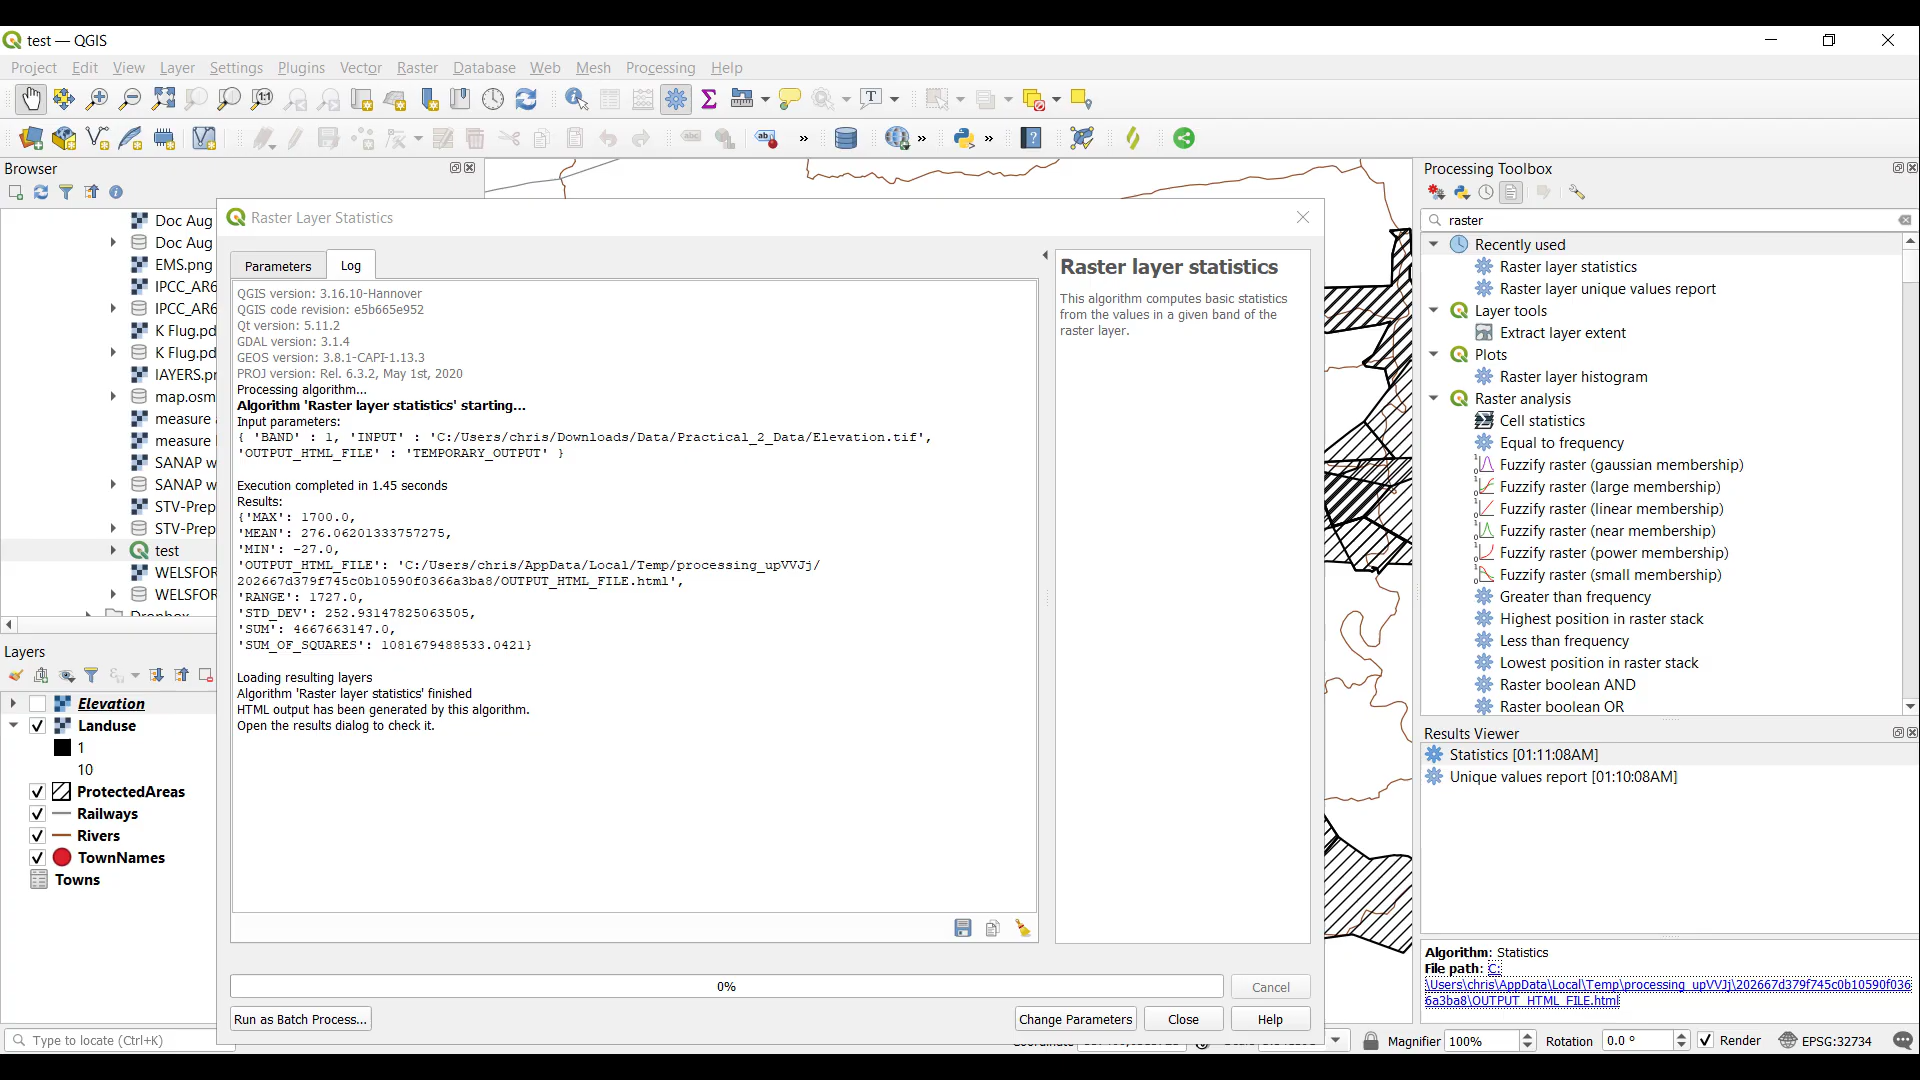 test — QGIS
Project Edit View Layer Settings Plugins Vector Raster Database Web Mesh Processing Help
Browser
Doc Aug
Doc Aug
EMS.png
IPCC_AR6
IPCC_AR6
K Flug.pd
K Flug.pd
map.osm
measure
measure
SANAP w
SANAP w
STV-Prep
STV-Prep
test
WELSFOR
WELSFOR
Layers
Elevation
Landuse
1
10
ProtectedAreas
Railways
Rivers
TownNames
Towns
Type to locate (Ctrl+K)
Raster Layer Statistics
Parameters Log
QGIS version: 3.16.10-Hannover
QGIS code revision: e5b665e952
Qt version: 5.11.2
GDAL version: 3.1.4
GEOS version: 3.8.1-CAPI-1.13.3
PROJ version: Rel. 6.3.2, May 1st, 2020
Processing algorithm...
Algorithm 'Raster layer statistics' starting...
Input parameters:
{ 'BAND' : 1, 'INPUT' : 'C:/Users/chris/Downloads/Data/Practical_2_Data/Elevation.tif',
'OUTPUT_HTML_FILE' : 'TEMPORARY_OUTPUT' }
Execution completed in 1.45 seconds
Results:
{'MAX': 1700.0,
'MEAN': 276.06201333757275,
'MIN': -27.0,
'OUTPUT_HTML_FILE': 'C:/Users/chris/AppData/Local/Temp/processing_upVVJj/
202667d379f745c0b10590f0366a3ba8/OUTPUT_HTML_FILE.html',
'RANGE': 1727.0,
'STD_DEV': 252.93147825063505,
'SUM': 4667663147.0,
'SUM_OF_SQUARES': 1081679488533.0421}
Loading resulting layers
Algorithm 'Raster layer statistics' finished
HTML output has been generated by this algorithm.
Open the results dialog to check it.
Raster layer statistics
This algorithm computes basic statistics
from the values in a given band of the
raster layer.
0%
Cancel
Run as Batch Process...
Change Parameters
Close
Help
Processing Toolbox
raster
Recently used
Raster layer statistics
Raster layer unique values report
Layer tools
Extract layer extent
Plots
Raster layer histogram
Raster analysis
Cell statistics
Equal to frequency
Fuzzify raster (gaussian membership)
Fuzzify raster (large membership)
Fuzzify raster (linear membership)
Fuzzify raster (near membership)
Fuzzify raster (power membership)
Fuzzify raster (small membership)
Greater than frequency
Highest position in raster stack
Less than frequency
Lowest position in raster stack
Raster boolean AND
Raster boolean OR
Results Viewer
Statistics [01:11:08AM]
Unique values report [01:10:08AM]
Algorithm: Statistics
File path: C:
\Users\chris\AppData\Local\Temp\processing_upVVJj\202667d379f745c0b10590f036
6a3ba8\OUTPUT_HTML_FILE.html
Magnifier 100% Rotation 0.0 ° Render EPSG:32734